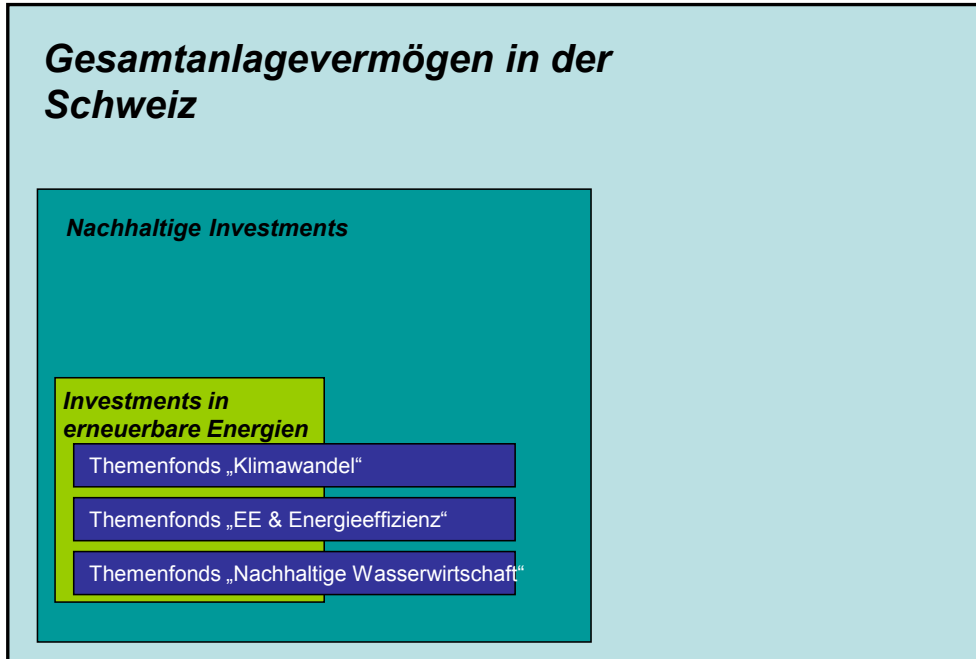 Gesamtanlagevermögen in der
Schweiz
Nachhaltige Investments
Investments in
erneuerbare Energien
Themenfonds „Klimawandel“
Themenfonds „EE & Energieeffizienz“
Themenfonds „Nachhaltige Wasserwirtschaft“